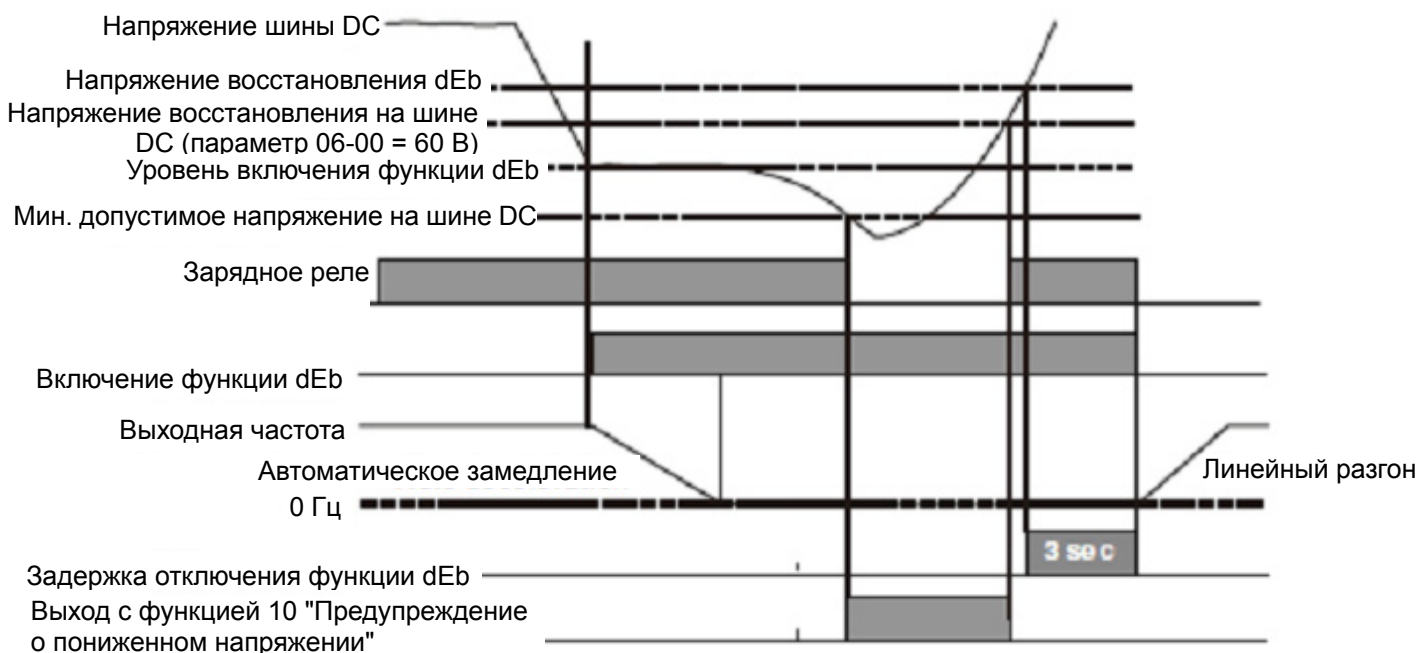 Напряжение шины DC
Напряжение восстановления dEb
Напряжение восстановления на шине
DC (параметр 06-00 = 60 В)
Уровень включения функции dEb
Мин. допустимое напряжение на шине DC
Зарядное реле
Включение функции dEb
Выходная частота
Автоматическое замедление
Линейный разгон
0 Гц
3 sec
Задержка отключения функции dEb
Выход с функцией 10 "Предупреждение
о пониженном напряжении"